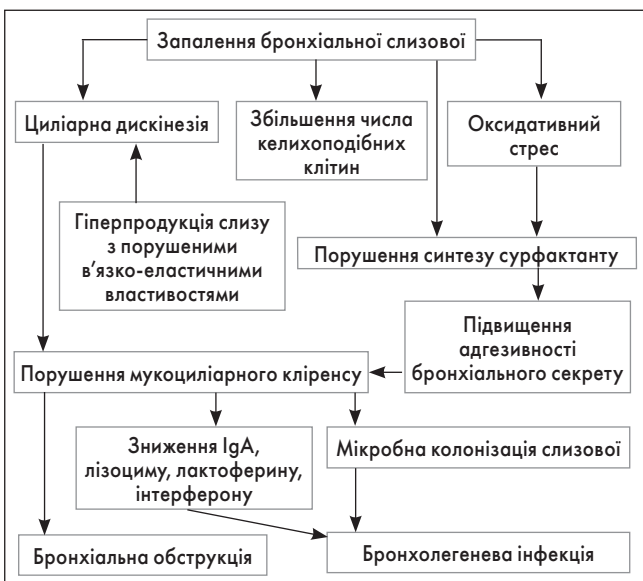 Запалення бронхіальної слизової
Циліарна дискінезія
Збільшення числа
келихоподібних
клітин
Оксидативний
стрес
Гіперпродукція слизу
з порушеними
в’язко-еластичними
властивостями
Порушення синтезу сурфактанту
Підвищення
адгезивності
бронхіального секрету
Порушення мукоциліарного кліренсу
Зниження IgA,
лізоциму, лактоферину,
інтерферону
Мікробна колонізація слизової
Бронхіальна обструкція
Бронхолегенева інфекція